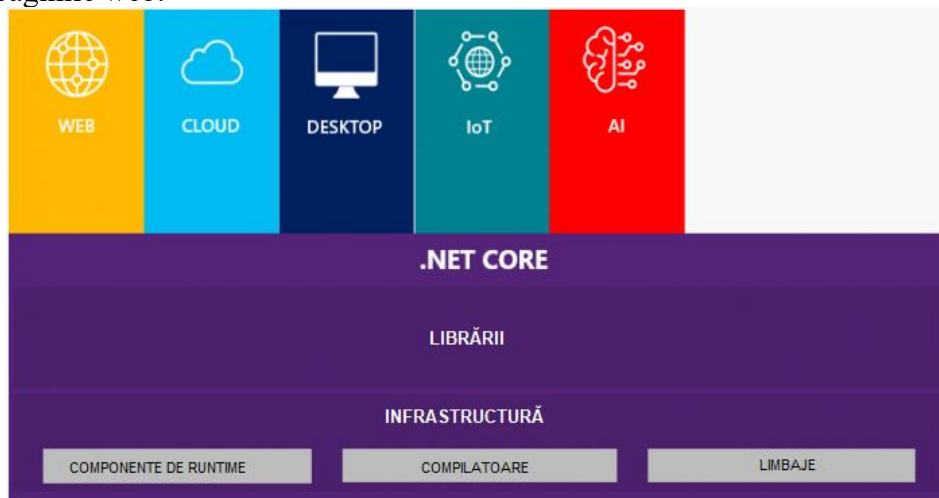 WEB CLOUD DESKTOP IoT AI
.NET CORE
LIBRĂRII
INFRASTRUCTURĂ
COMPONENTE DE RUNTIME COMPILATOARE LIMBAJE